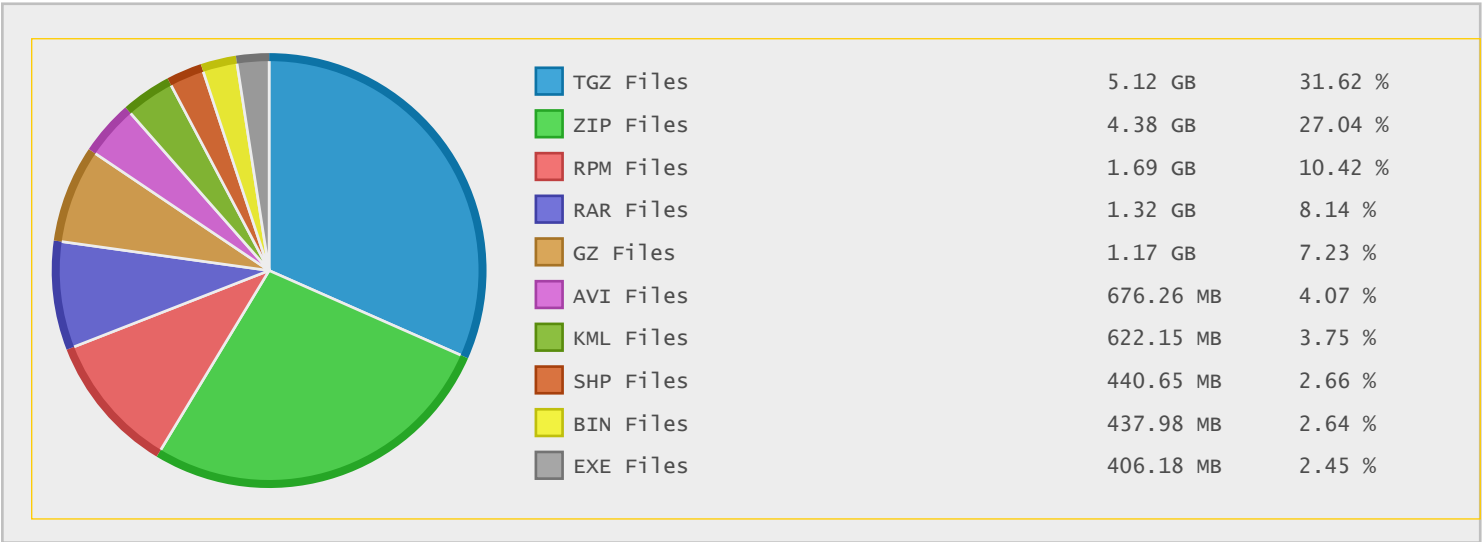 TGZ Files 5.12 GB 31.62 %
ZIP Files 4.38 GB 27.04 %
RPM Files 1.69 GB 10.42 %
RAR Files 1.32 GB 8.14 %
GZ Files 1.17 GB 7.23 %
AVI Files 676.26 MB 4.07 %
KML Files 622.15 MB 3.75 %
SHP Files 440.65 MB 2.66 %
BIN Files 437.98 MB 2.64 %
EXE Files 406.18 MB 2.45 %